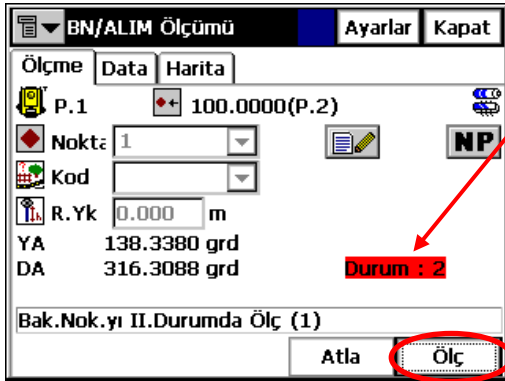 BN/ALIM Ölçümü Ayarlar Kapat
Ölçme Data Harita
P.1 100.0000(P.2)
Nokta 1 NP
Kod
R.Yk 0.000 m
YA 138.3380 grd
DA 316.3088 grd Durum : 2
Bak.Nok.yı II.Durumda Ölç (1)
Atla Ölç